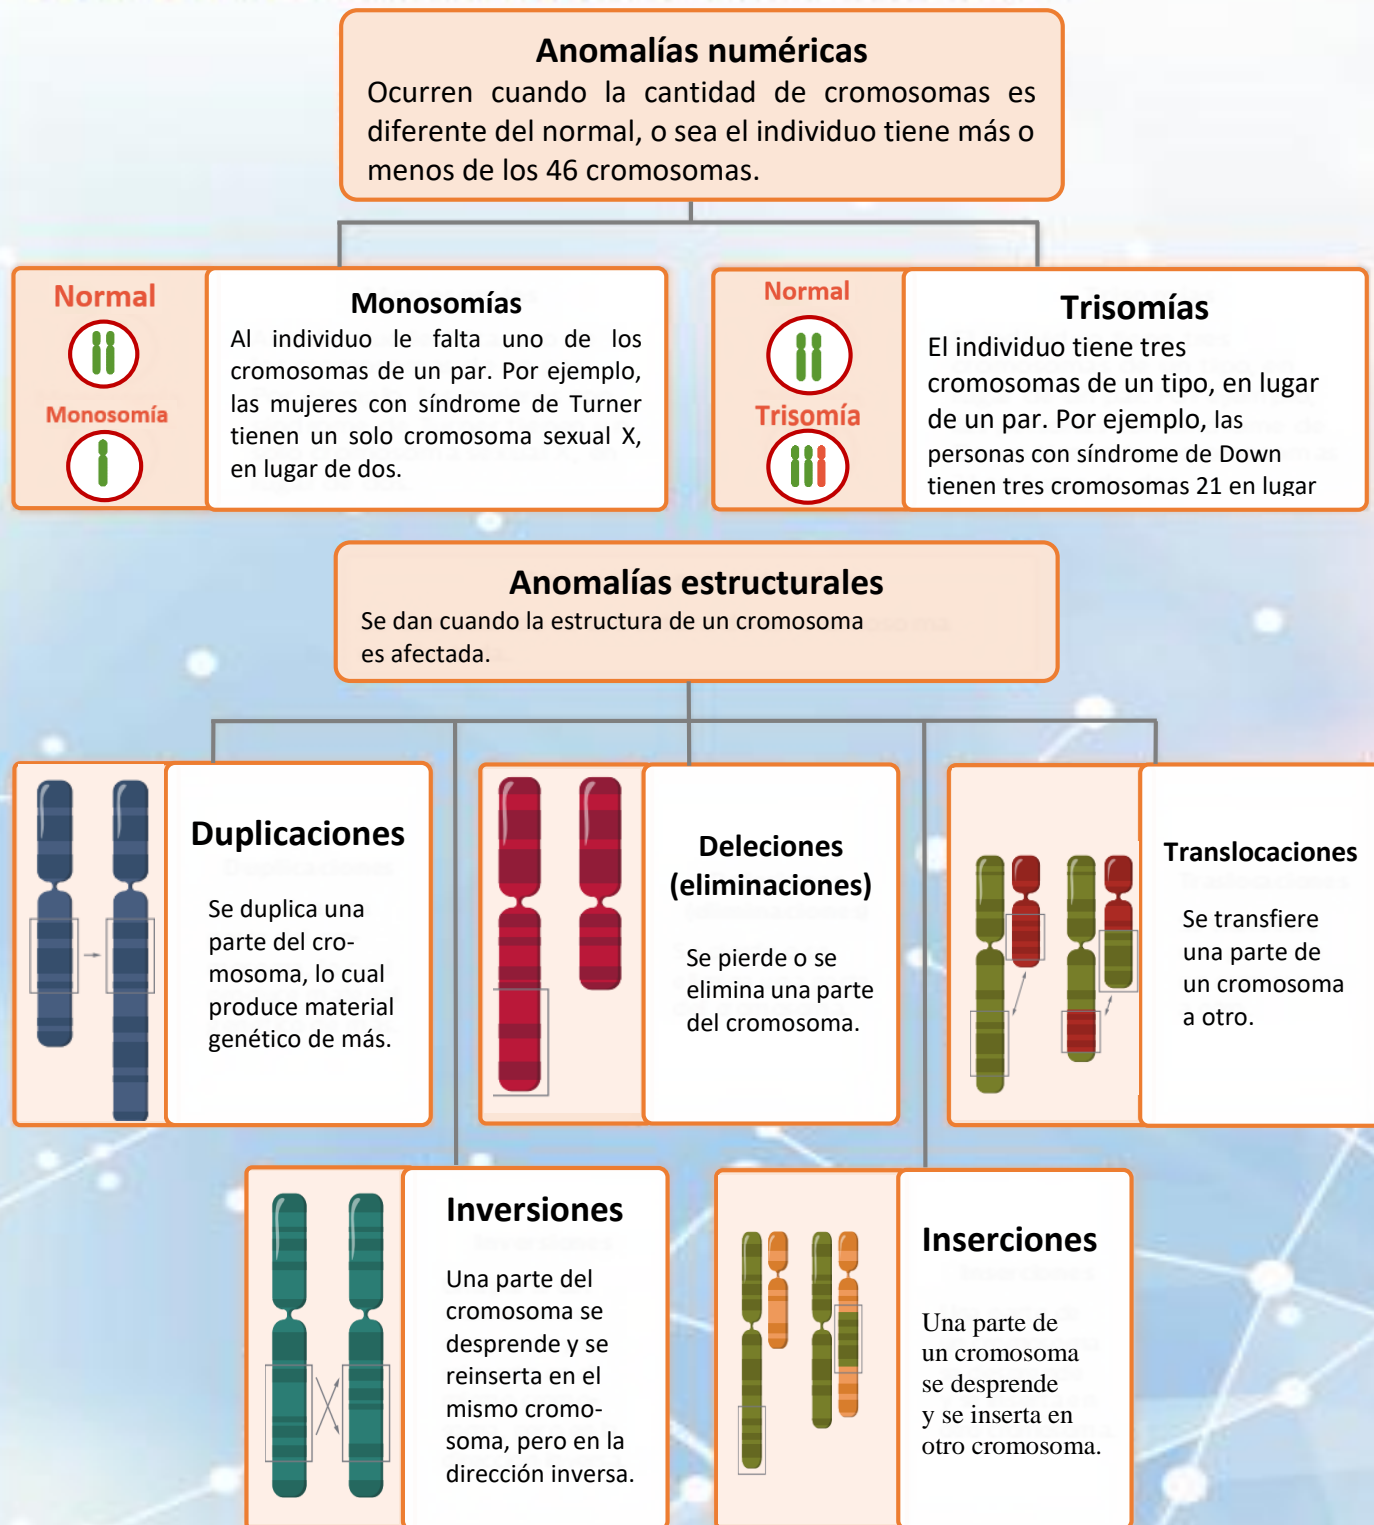 Anomalías numéricas
Ocurren cuando la cantidad de cromosomas es
diferente del normal, o sea el individuo tiene más o
menos de los 46 cromosomas.
Normal
Monosomía
Monosomías
Al individuo le falta uno de los
cromosomas de un par. Por ejemplo,
las mujeres con síndrome de Turner
tienen un solo cromosoma sexual X,
en lugar de dos.
Normal
Trisomía
Trisomías
El individuo tiene tres
cromosomas de un tipo, en lugar
de un par. Por ejemplo, las
personas con síndrome de Down
tienen tres cromosomas 21 en lugar
Anomalías estructurales
Se dan cuando la estructura de un cromosoma
es afectada.
Duplicaciones
Se duplica una
parte del cro-
mosoma, lo cual
produce material
genético de más.
Deleciones
(eliminaciones)
Se pierde o se
elimina una parte
del cromosoma.
Translocaciones
Se transfiere
una parte de
un cromosoma
a otro.
Inversiones
Una parte del
cromosoma se
desprende y se
reinserta en el
mismo cromo-
soma, pero en la
dirección inversa.
Inserciones
Una parte de
un cromosoma
se desprende
y se inserta en
otro cromosoma.